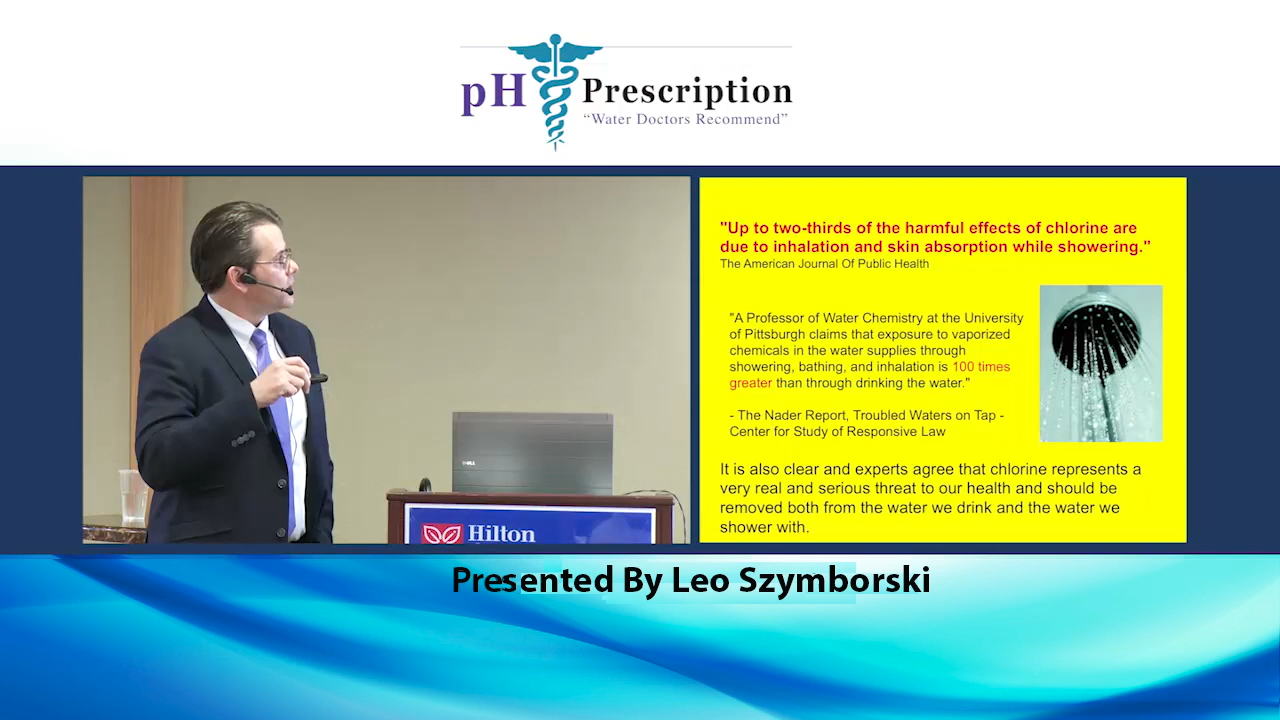 pH Prescription
“Water Doctors Recommend”
"Up to two-thirds of the harmful effects of chlorine are
due to inhalation and skin absorption while showering."
The American Journal Of Public Health
"A Professor of Water Chemistry at the University
of Pittsburgh claims that exposure to vaporized
chemicals in the water supplies through
showering, bathing, and inhalation is 100 times
greater than through drinking the water."
- The Nader Report, Troubled Waters on Tap -
Center for Study of Responsive Law
It is also clear and experts agree that chlorine represents a
very real and serious threat to our health and should be
removed both from the water we drink and the water we
shower with.
DELL
Hilton
Presented By Leo Szymborski